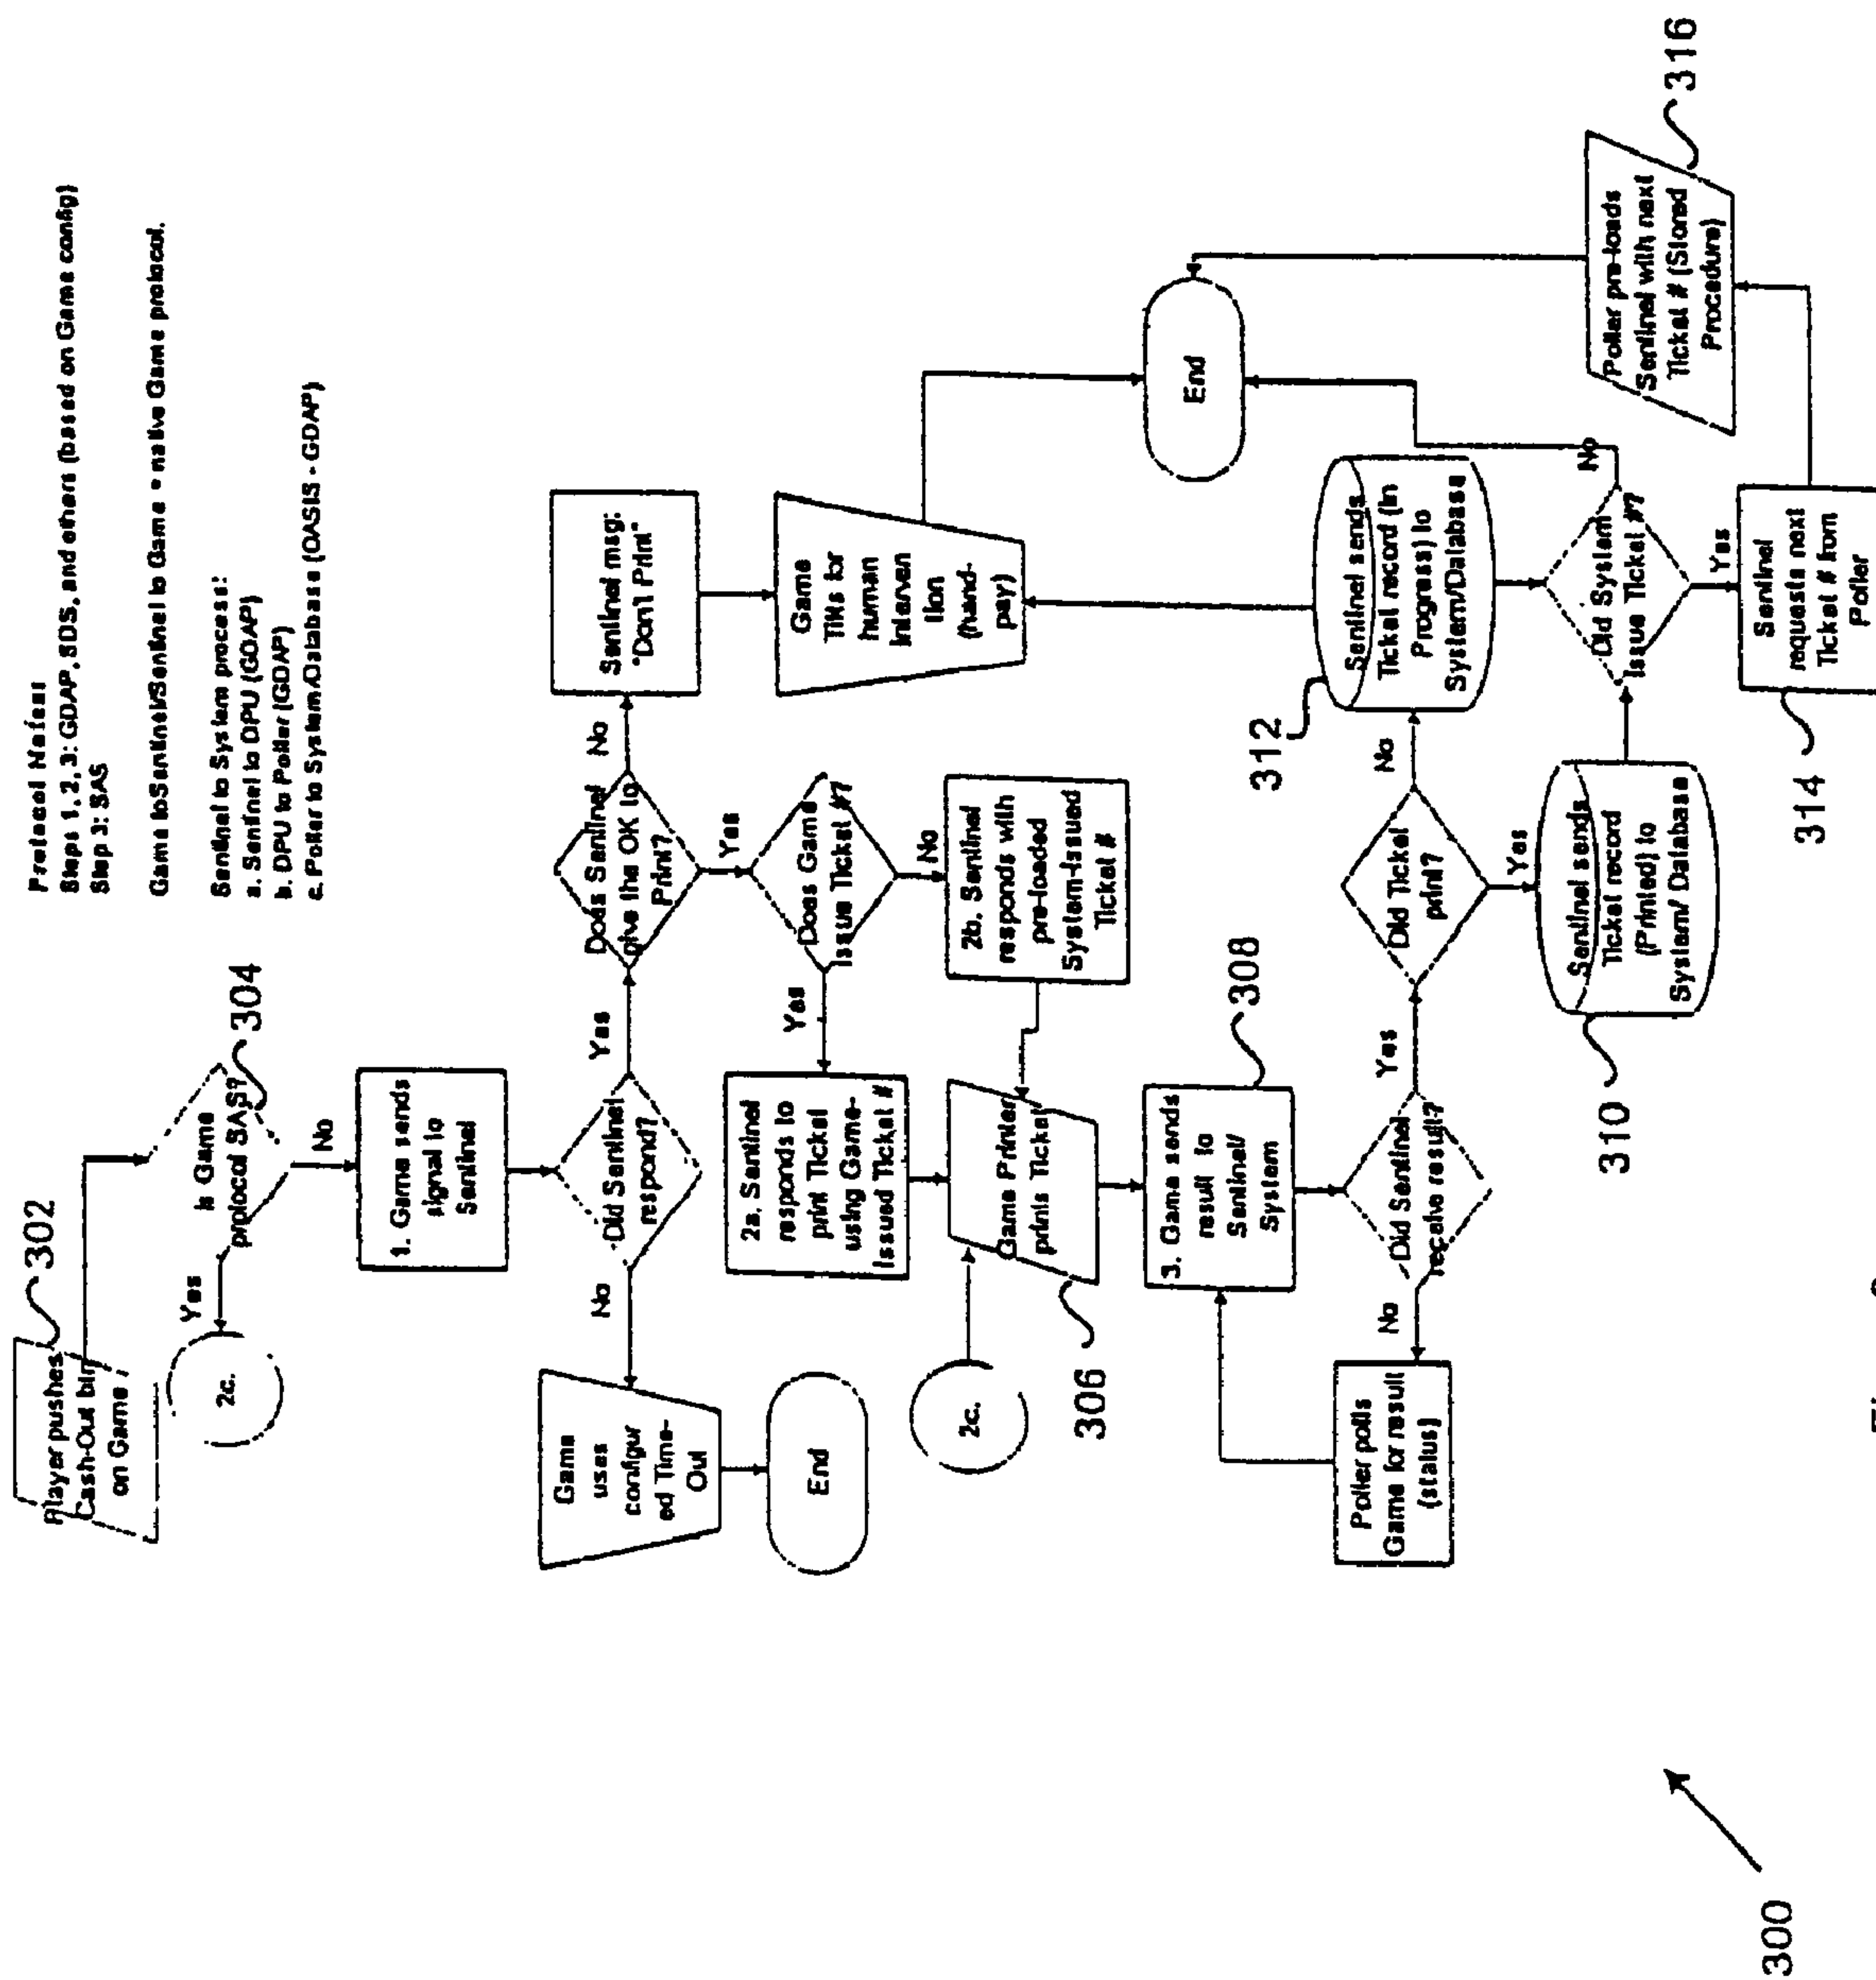 Protocol Notes:
Steps 1,2,3: GDAP, SDS, and others (based on Game config)
Step 3: SAS
Game to Sentinel/Sentinel to Game = native Game protocol.
Sentinel to System process:
a. Sentinel to DPU (GDAP)
b. DPU to Poller (GDAP)
c. Poller to System/Database (OASIS - GDAP)
Player pushes
Cash-Out btn
on Game
302
Is Game
protocol SAS?
304
Yes
2c.
No
1. Game sends
signal to
Sentinel
Did Sentinel
respond?
No
Game
uses
configur
ed Time-
Out
End
Yes
Does Sentinel
give the OK to
Print?
No
Sentinel msg:
"Don't Print"
Game
Tilts for
human
interven
tion
(hand-
pay)
Yes
Does Game
Issue Ticket #?
Yes
2a. Sentinel
responds to
print Ticket
using Game-
Issued Ticket #
No
2b. Sentinel
responds with
pre-loaded
System-Issued
Ticket #
2c.
Game Printer
prints Ticket
306
3. Game sends
result to
Sentinel/
System
308
Did Sentinel
receive result?
No
Poller polls
Game for result
(status)
Yes
Did Ticket
print?
No
312
Sentinel sends
Ticket record (In
Progress) to
System/Database
End
Yes
Sentinel sends
Ticket record
(Printed) to
System/ Database
310
Did System
Issue Ticket #?
No
Yes
Sentinel
requests next
Ticket # from
Poller
314
Poller pre-loads
Sentinel with next
Ticket # (Stored
Procedure)
316
300